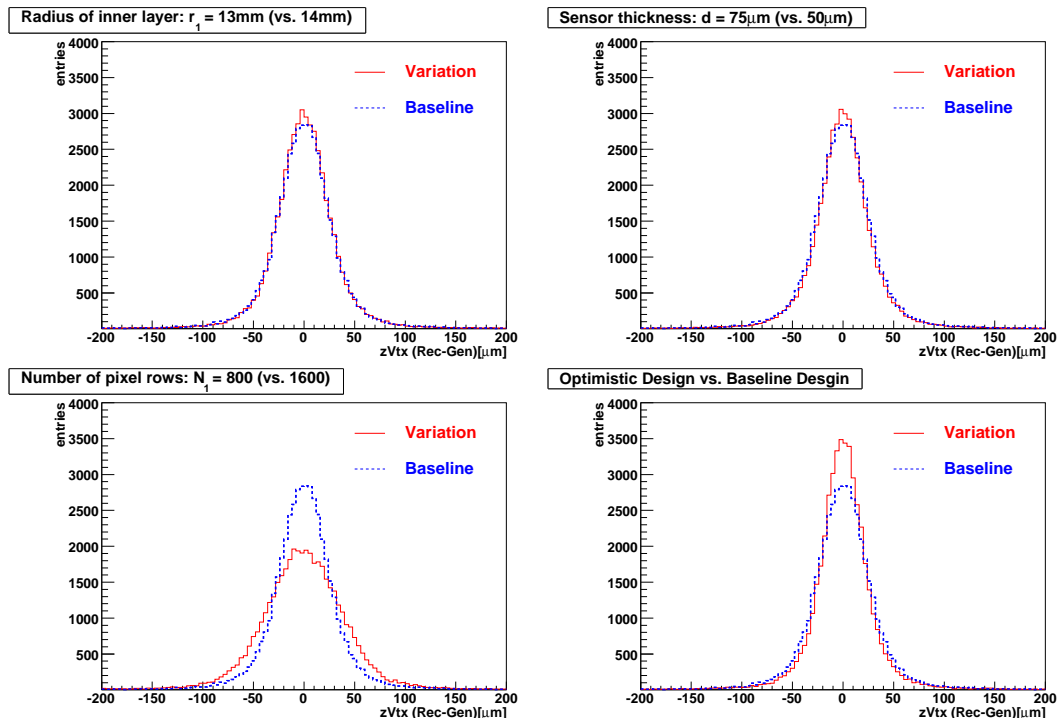 Radius of inner layer: r1 = 13mm (vs. 14mm)
entries
4000
3500
3000
2500
2000
1500
1000
500
Variation
Baseline
-200 -150 -100 -50 0 50 100 150 200
zVtx (Rec-Gen)[μm]
Sensor thickness: d = 75μm (vs. 50μm)
entries
4000
3500
3000
2500
2000
1500
1000
500
Variation
Baseline
-200 -150 -100 -50 0 50 100 150 200
zVtx (Rec-Gen)[μm]
Number of pixel rows: N1 = 800 (vs. 1600)
entries
4000
3500
3000
2500
2000
1500
1000
500
Variation
Baseline
-200 -150 -100 -50 0 50 100 150 200
zVtx (Rec-Gen)[μm]
Optimistic Design vs. Baseline Desgin
entries
4000
3500
3000
2500
2000
1500
1000
500
Variation
Baseline
-200 -150 -100 -50 0 50 100 150 200
zVtx (Rec-Gen)[μm]